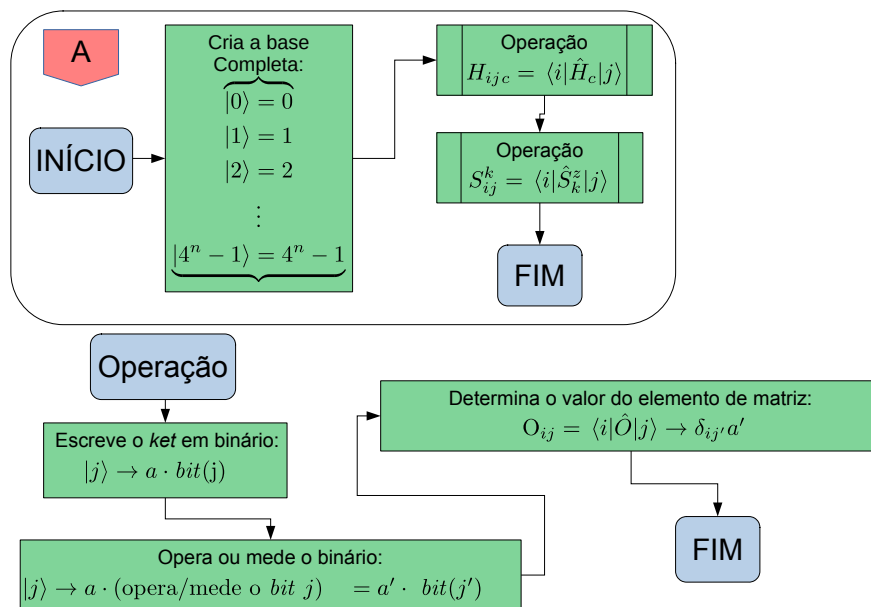 A
INÍCIO
Cria a base
Completa:
|0⟩ = 0
|1⟩ = 1
|2⟩ = 2
⋮
|4ⁿ − 1⟩ = 4ⁿ − 1
Operação
H_{ijc} = ⟨i|Ĥ_c|j⟩
Operação
S^k_{ij} = ⟨i|Ŝ^z_k|j⟩
FIM
Operação
Escreve o ket em binário:
|j⟩ → a · bit(j)
Opera ou mede o binário:
|j⟩ → a · (opera/mede o bit j) = a′ · bit(j′)
Determina o valor do elemento de matriz:
O_{ij} = ⟨i|Ô|j⟩ → δ_{ij′}a′
FIM